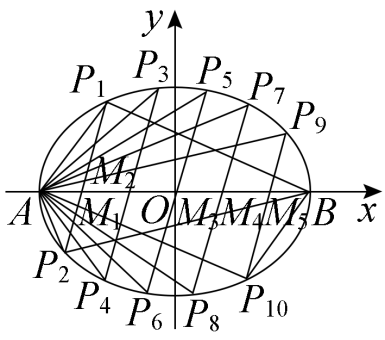 y
P₃ P₅
P₁ P₇
P₉
M₂
A M₁ O M₃ M₄ M₅ B x
P₂
P₄ P₆ P₈ P₁₀